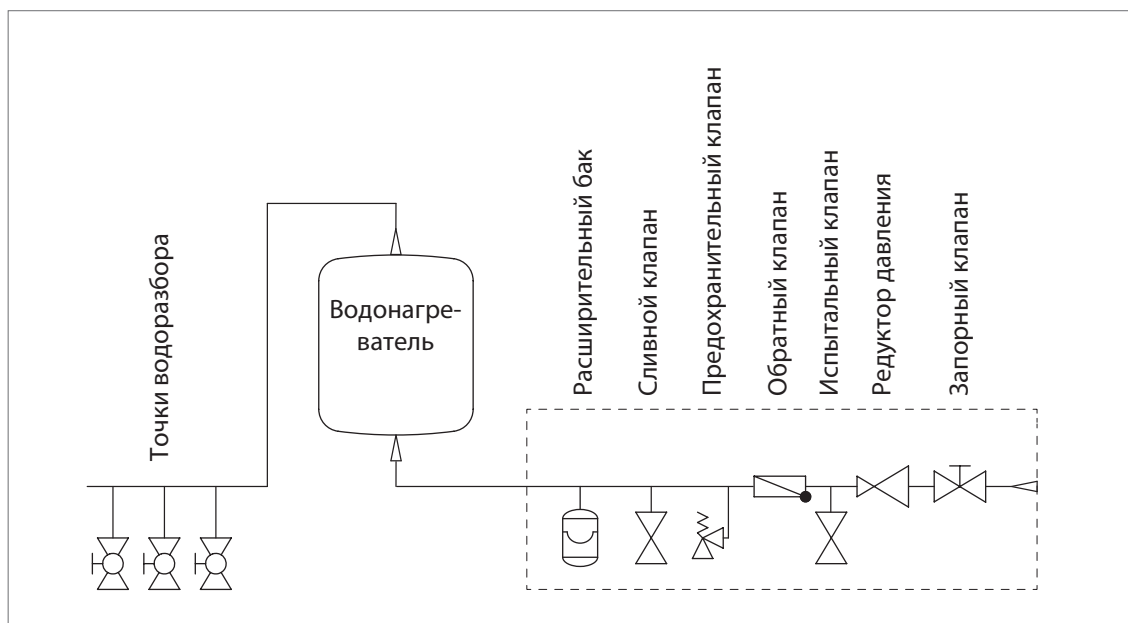 Точки водоразбора
Водонагре-
ватель
Расширительный бак
Сливной клапан
Предохранительный клапан
Обратный клапан
Испытальный клапан
Редуктор давления
Запорный клапан